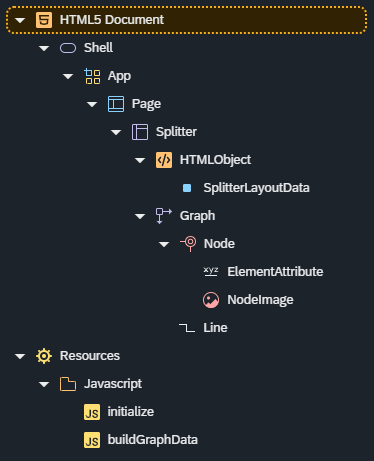 HTML5 Document
Shell
App
Page
Splitter
HTMLObject
SplitterLayoutData
Graph
Node
xyz ElementAttribute
NodeImage
Line
Resources
Javascript
JS initialize
JS buildGraphData